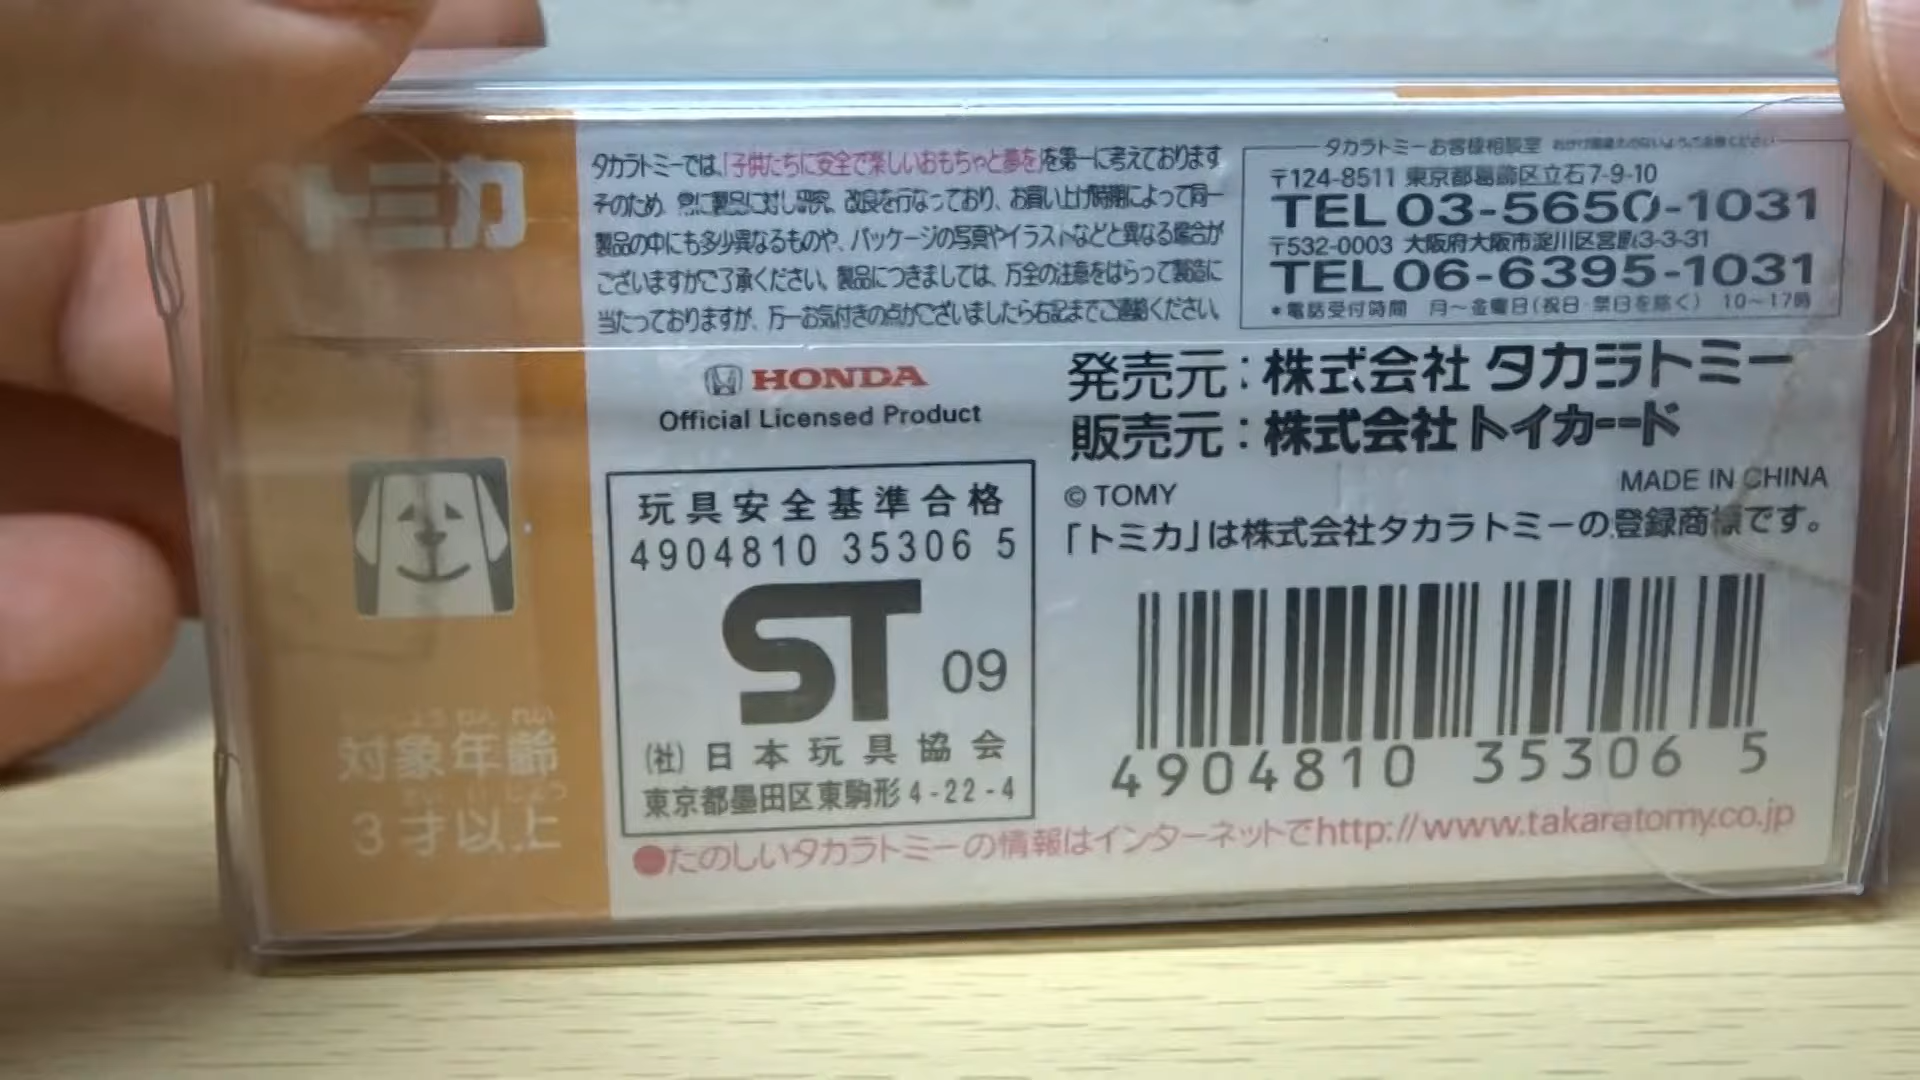 トミカ
タカラトミーでは、「子供たちに安全で楽しいおもちゃと夢を」を第一に考えております
そのため、常に製品に対し研究、改良を行なっており、お買い上げ時期によって同一
製品の中にも多少異なるものや、パッケージの写真やイラストなどと異なる場合が
ございますがご了承ください。製品につきましては、万全の注意をはらって製造に
当たっておりますが、万一お気付きの点がございましたら右記までご連絡ください。
タカラトミーお客様相談室
〒124-8511 東京都葛飾区立石7-9-10
TEL 03-5650-1031
〒532-0003 大阪府大阪市淀川区宮原3-3-31
TEL 06-6395-1031
*電話受付時間 月〜金曜日(祝日・祭日を除く) 10〜17時
HONDA
Official Licensed Product
発売元:株式会社 タカラトミー
販売元:株式会社トイカード
MADE IN CHINA
© TOMY
「トミカ」は株式会社タカラトミーの登録商標です。
玩具安全基準合格
4904810 35306 5
ST 09
(社)日本玩具協会
東京都墨田区東駒形4-22-4
4904810 35306 5
対象年齢
3才以上
●たのしいタカラトミーの情報はインターネットでhttp://www.takaratomy.co.jp